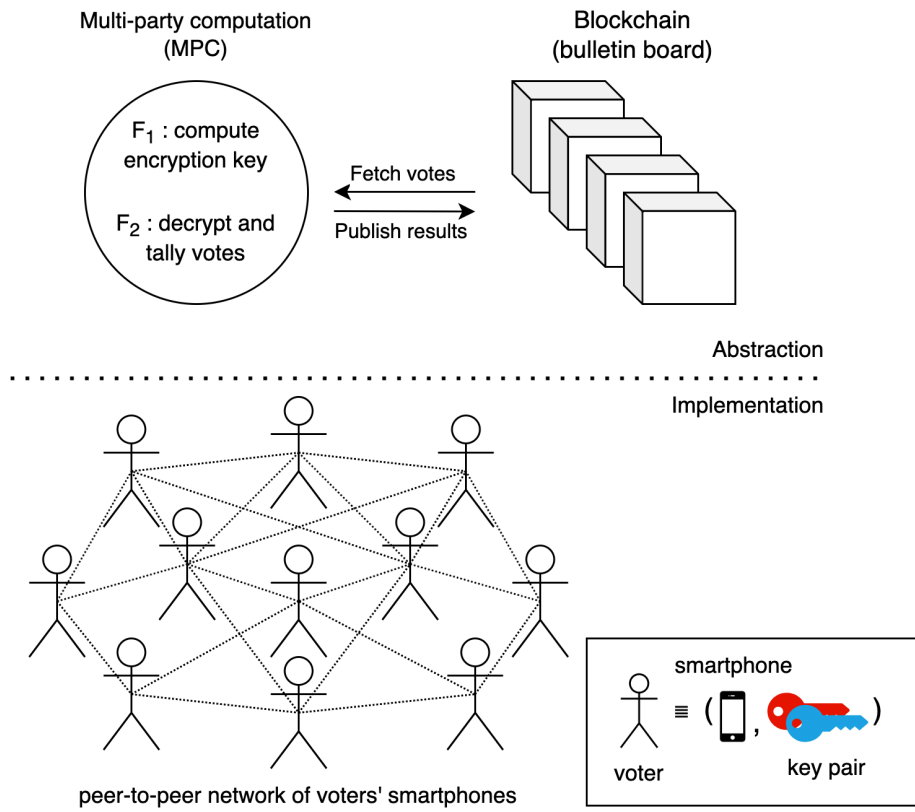 Multi-party computation
(MPC)
Blockchain
(bulletin board)
F1 : compute
encryption key
F2 : decrypt and
tally votes
Fetch votes
Publish results
Abstraction
Implementation
smartphone
≡ ( , )
voter
key pair
peer-to-peer network of voters' smartphones